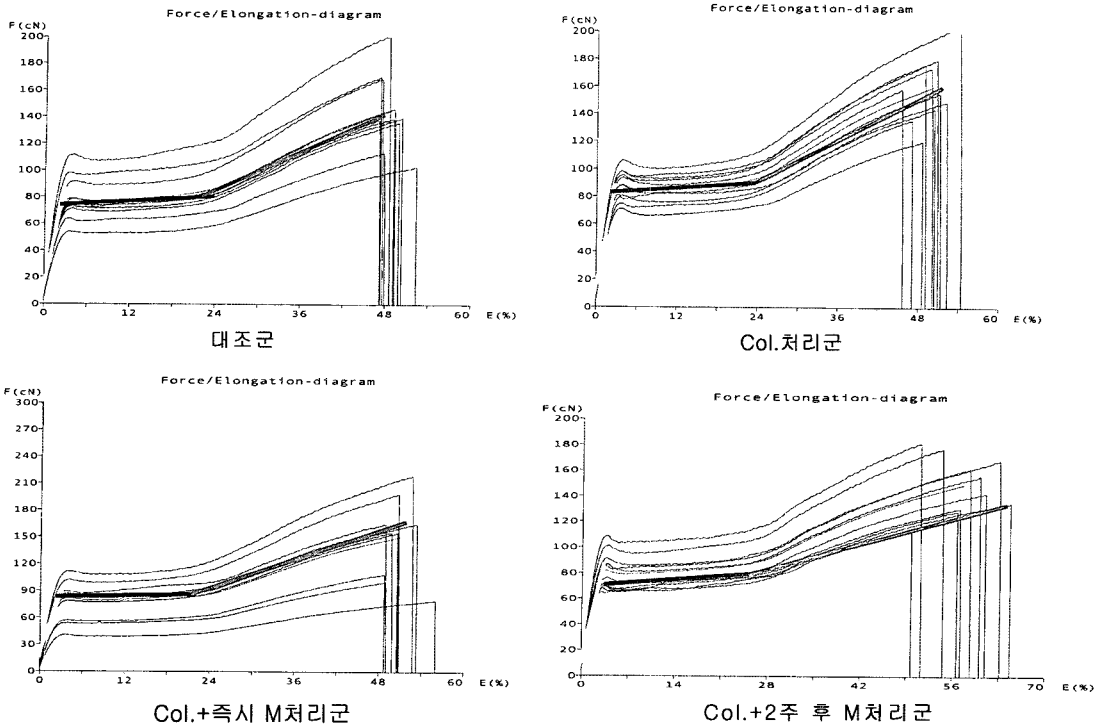 Force/Elongation-diagram
F(cN)
200
180
160
140
120
100
80
60
40
20
0
0 12 24 36 48 60 E(%)
대조군
Force/Elongation-diagram
F(cN)
200
180
160
140
120
100
80
60
40
20
0
0 12 24 36 48 60 E(%)
Col.처리군
Force/Elongation-diagram
F(cN)
300
270
240
210
180
150
120
90
60
30
0
0 12 24 36 48 60 E(%)
Col.+즉시 M처리군
Force/Elongation-diagram
F(cN)
200
180
160
140
120
100
80
60
40
20
0
0 14 28 42 56 70 E(%)
Col.+2주 후 M처리군